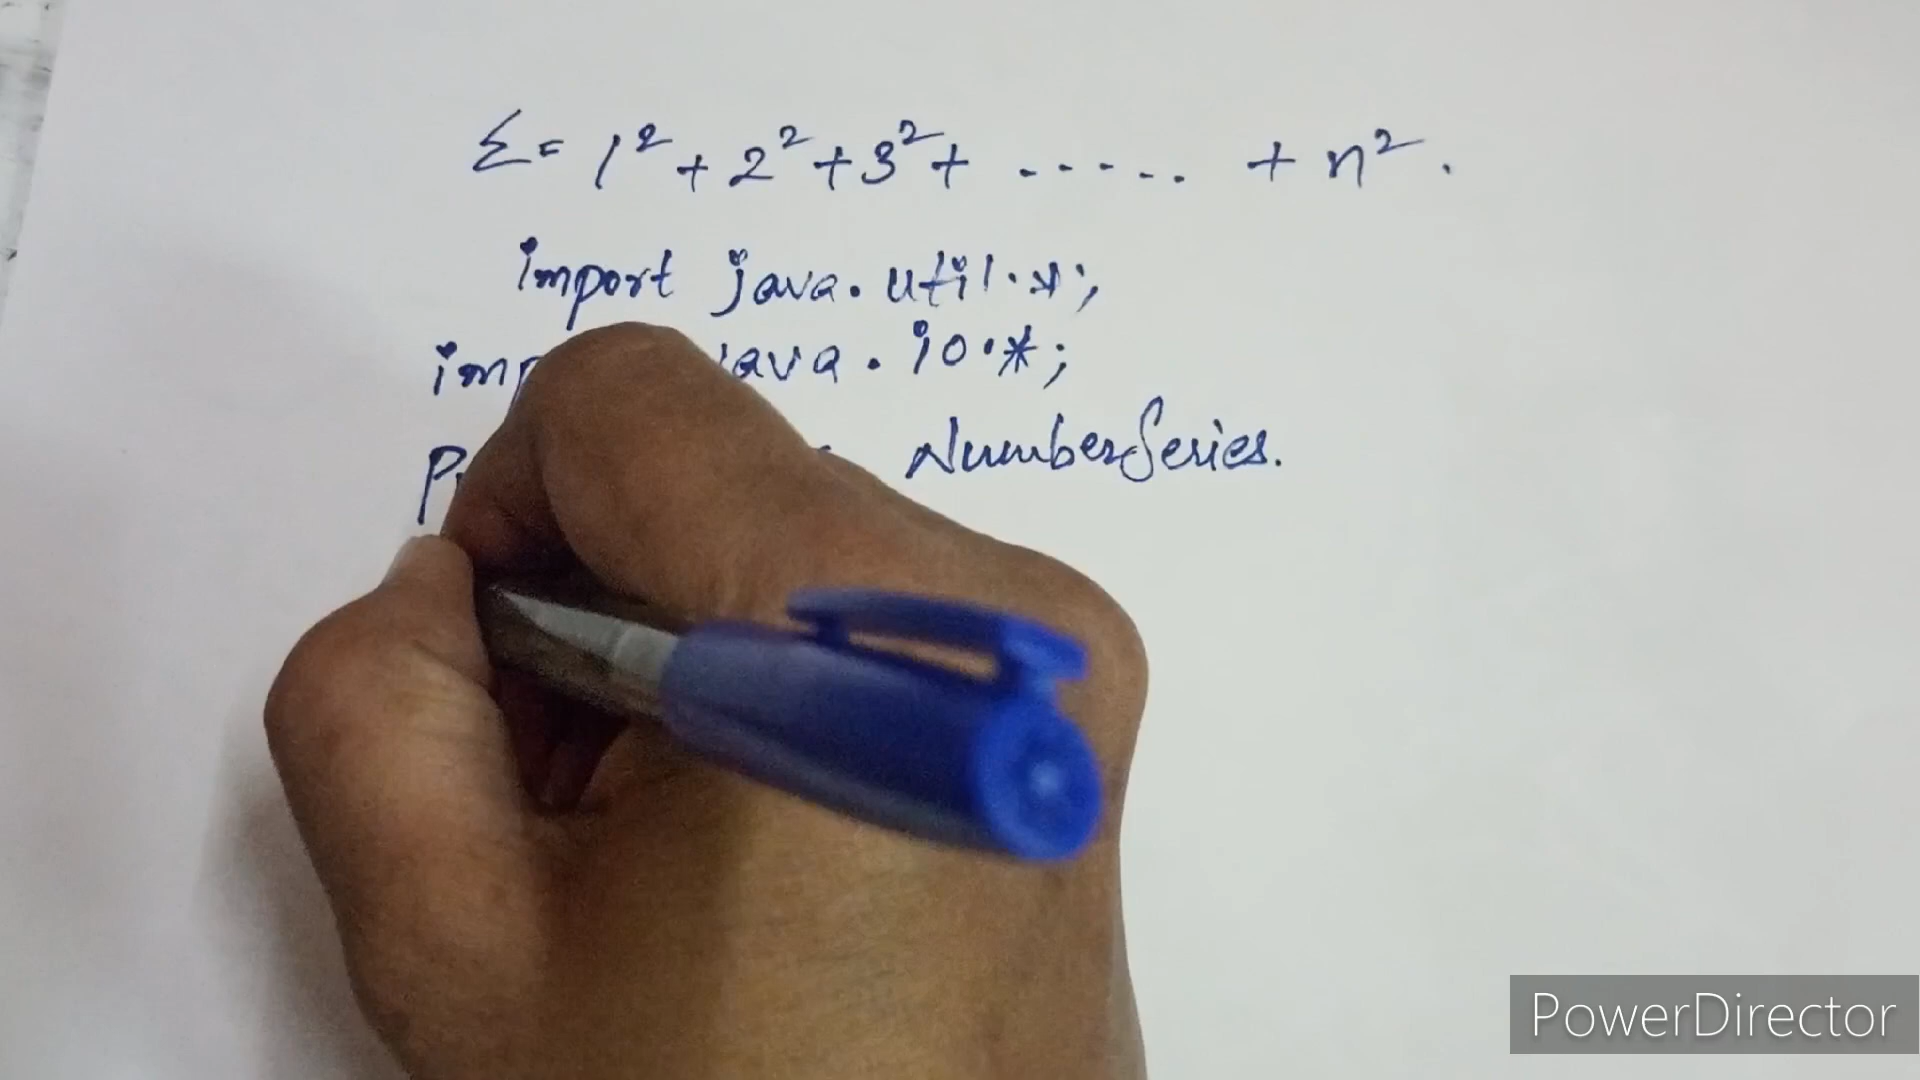 Σ = 1² + 2² + 3² + ..... + n².
import java.util.*;
java.io.*;
NumberSeries.
PowerDirector